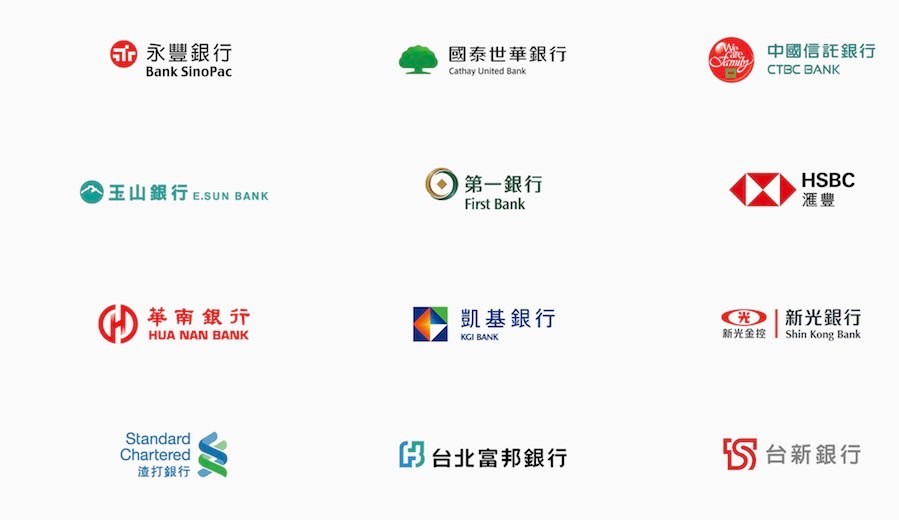 永豐銀行
Bank SinoPac
國泰世華銀行
Cathay United Bank
We are Family
中國信託銀行
CTBC BANK
玉山銀行 E.SUN BANK
第一銀行
First Bank
HSBC
滙豐
華南銀行
HUA NAN BANK
凱基銀行
KGI BANK
光
新光金控
新光銀行
Shin Kong Bank
Standard
Chartered
渣打銀行
台北富邦銀行
台新銀行